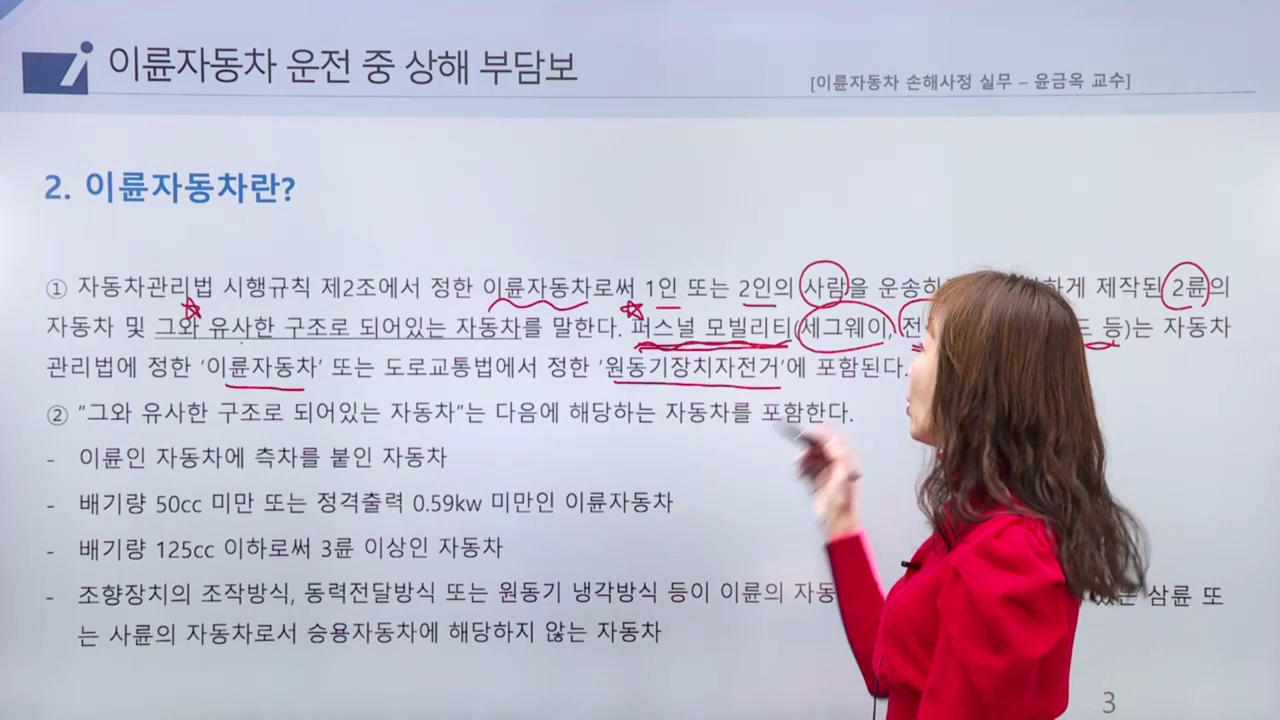 이륜자동차 운전 중 상해 부담보
[이륜자동차 손해사정 실무 – 윤금옥 교수]
2. 이륜자동차란?
① 자동차관리법 시행규칙 제2조에서 정한 이륜자동차로써 1인 또는 2인의 사람을 운송하 하게 제작된 2륜의
자동차 및 그와 유사한 구조로 되어있는 자동차를 말한다. 퍼스널 모빌리티(세그웨이, 전 드 등)는 자동차
관리법에 정한 ‘이륜자동차’ 또는 도로교통법에서 정한 ‘원동기장치자전거’에 포함된다.
② “그와 유사한 구조로 되어있는 자동차”는 다음에 해당하는 자동차를 포함한다.
- 이륜인 자동차에 측차를 붙인 자동차
- 배기량 50cc 미만 또는 정격출력 0.59kw 미만인 이륜자동차
- 배기량 125cc 이하로써 3륜 이상인 자동차
- 조향장치의 조작방식, 동력전달방식 또는 원동기 냉각방식 등이 이륜의 자동 있는 삼륜 또
는 사륜의 자동차로서 승용자동차에 해당하지 않는 자동차
3